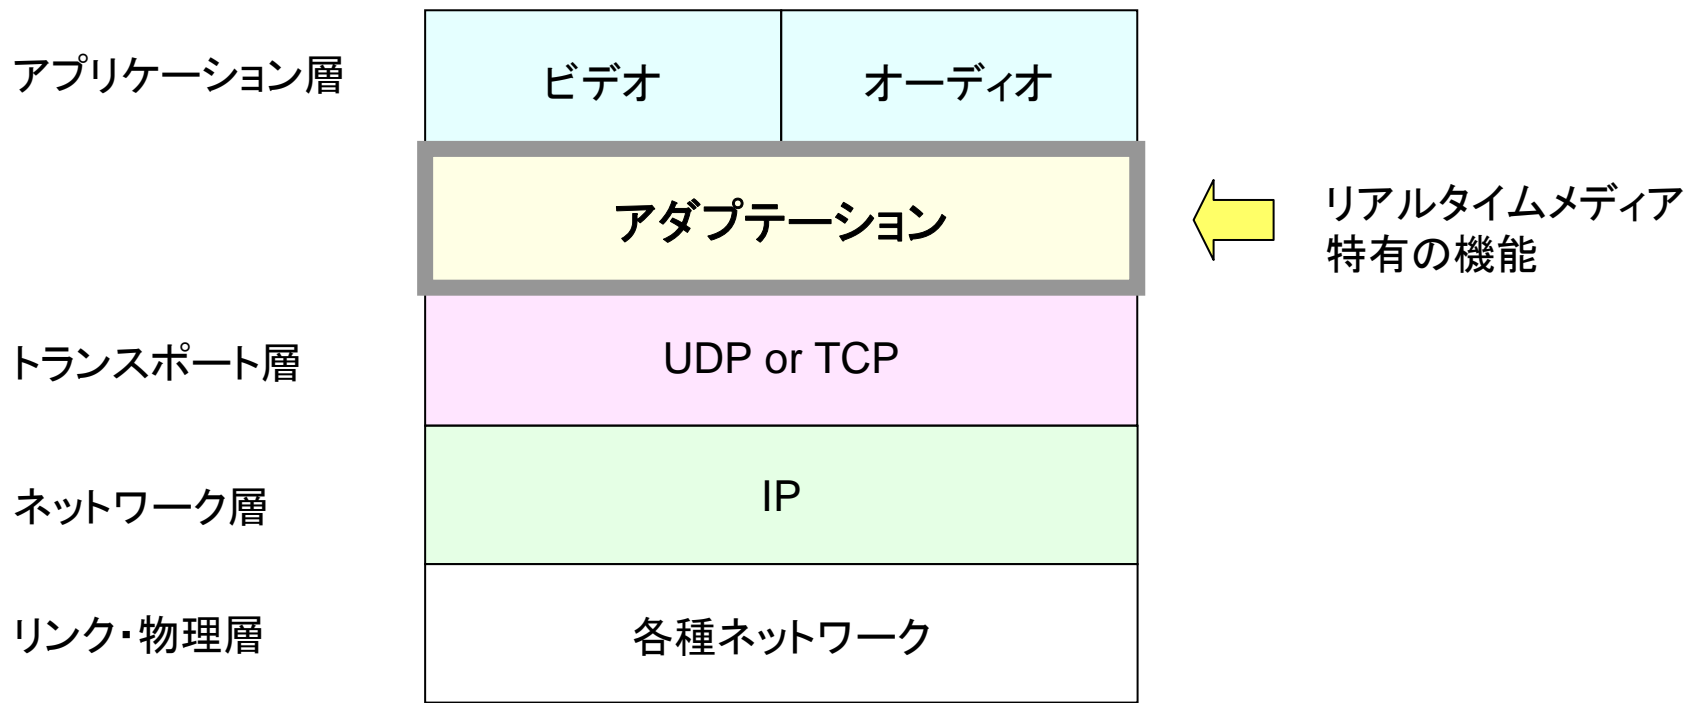 アプリケーション層
ビデオ
オーディオ
アダプテーション
リアルタイムメディア
特有の機能
トランスポート層
UDP or TCP
ネットワーク層
IP
リンク・物理層
各種ネットワーク